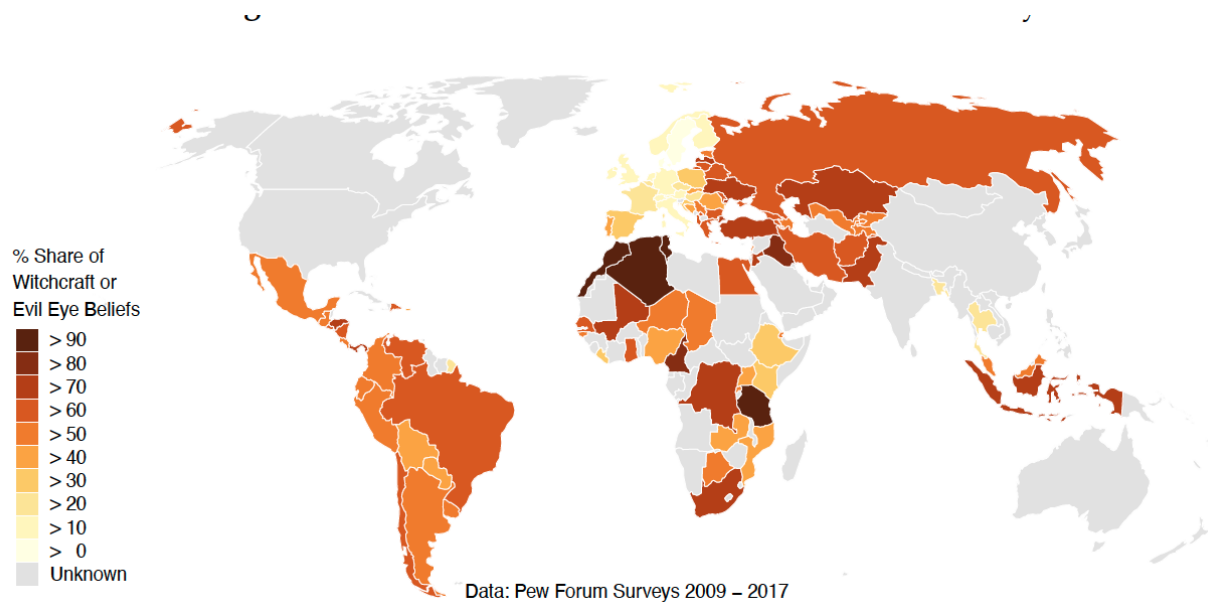 % Share of
Witchcraft or
Evil Eye Beliefs
> 90
> 80
> 70
> 60
> 50
> 40
> 30
> 20
> 10
> 0
Unknown
Data: Pew Forum Surveys 2009 – 2017